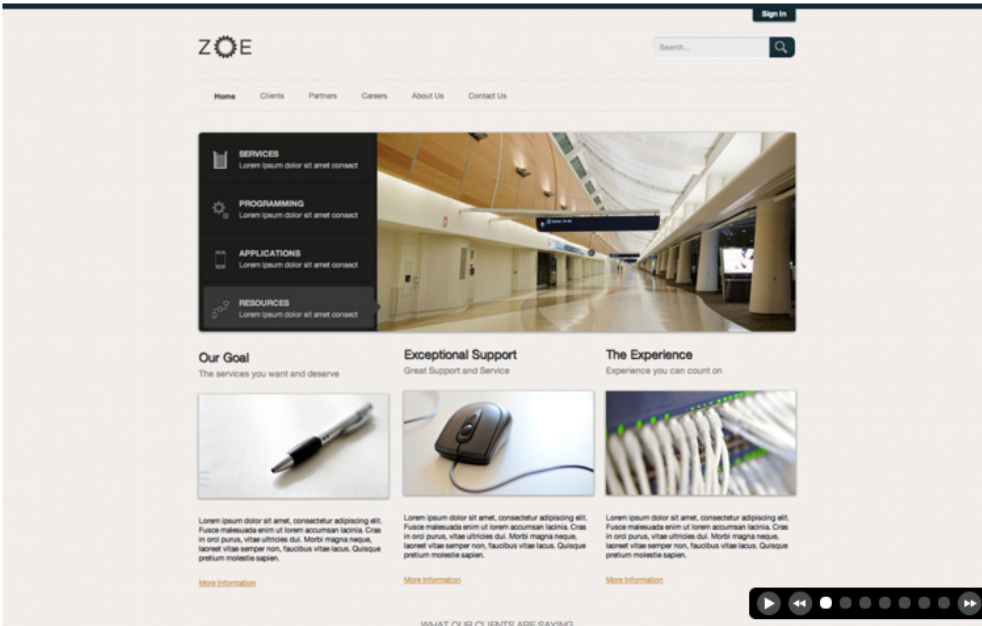 Sign In
ZOE
Search...
Home Clients Partners Careers About Us Contact Us
SERVICES
Lorem ipsum dolor sit amet consect
PROGRAMMING
Lorem ipsum dolor sit amet consect
APPLICATIONS
Lorem ipsum dolor sit amet consect
RESOURCES
Lorem ipsum dolor sit amet consect
Our Goal
The services you want and deserve
Lorem ipsum dolor sit amet, consectetur adipiscing elit.
Fusce malesuada enim ut lorem accumsan lacinia. Cras
in orci purus, vitae ultricies dui. Morbi magna neque,
laoreet vitae semper non, faucibus vitae lacus. Quisque
pretium molestie sapien.
More Information
Exceptional Support
Great Support and Service
Lorem ipsum dolor sit amet, consectetur adipiscing elit.
Fusce malesuada enim ut lorem accumsan lacinia. Cras
in orci purus, vitae ultricies dui. Morbi magna neque,
laoreet vitae semper non, faucibus vitae lacus. Quisque
pretium molestie sapien.
More Information
The Experience
Experience you can count on
Lorem ipsum dolor sit amet, consectetur adipiscing elit.
Fusce malesuada enim ut lorem accumsan lacinia. Cras
in orci purus, vitae ultricies dui. Morbi magna neque,
laoreet vitae semper non, faucibus vitae lacus. Quisque
pretium molestie sapien.
More Information
WHAT OUR CLIENTS ARE SAYING